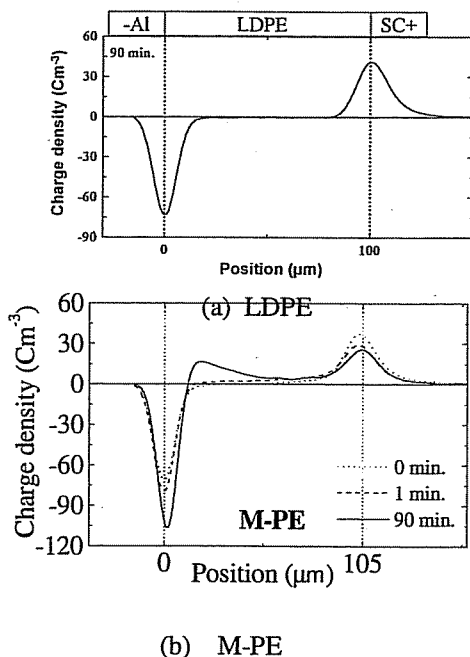 -Al LDPE SC+
90 min.
Charge density (Cm⁻³)
60
30
0
-30
-60
-90
0 100
Position (µm)
(a) LDPE
Charge density (Cm⁻³)
60
30
0
-30
-60
-90
-120
0 min.
1 min.
90 min.
M-PE
0 105
Position (µm)
(b) M-PE